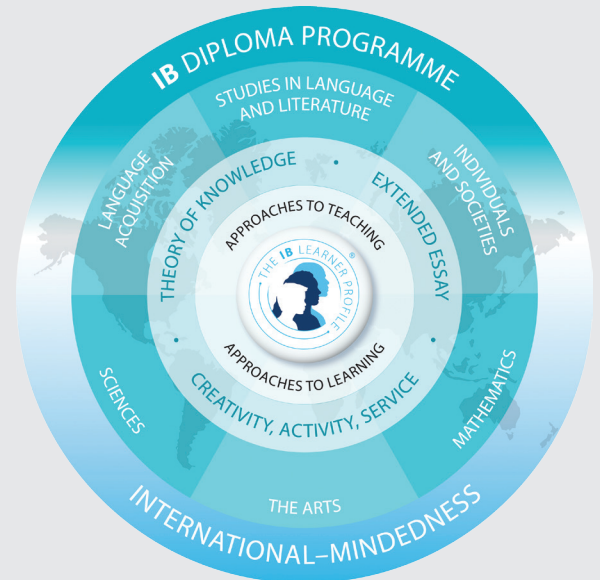 IB DIPLOMA PROGRAMME
STUDIES IN LANGUAGE
AND LITERATURE
LANGUAGE
ACQUISITION
INDIVIDUALS
AND SOCIETIES
THEORY OF KNOWLEDGE
•
EXTENDED ESSAY
APPROACHES TO TEACHING
THE IB LEARNER PROFILE
®
APPROACHES TO LEARNING
•
CREATIVITY, ACTIVITY, SERVICE
•
SCIENCES
MATHEMATICS
THE ARTS
INTERNATIONAL–MINDEDNESS